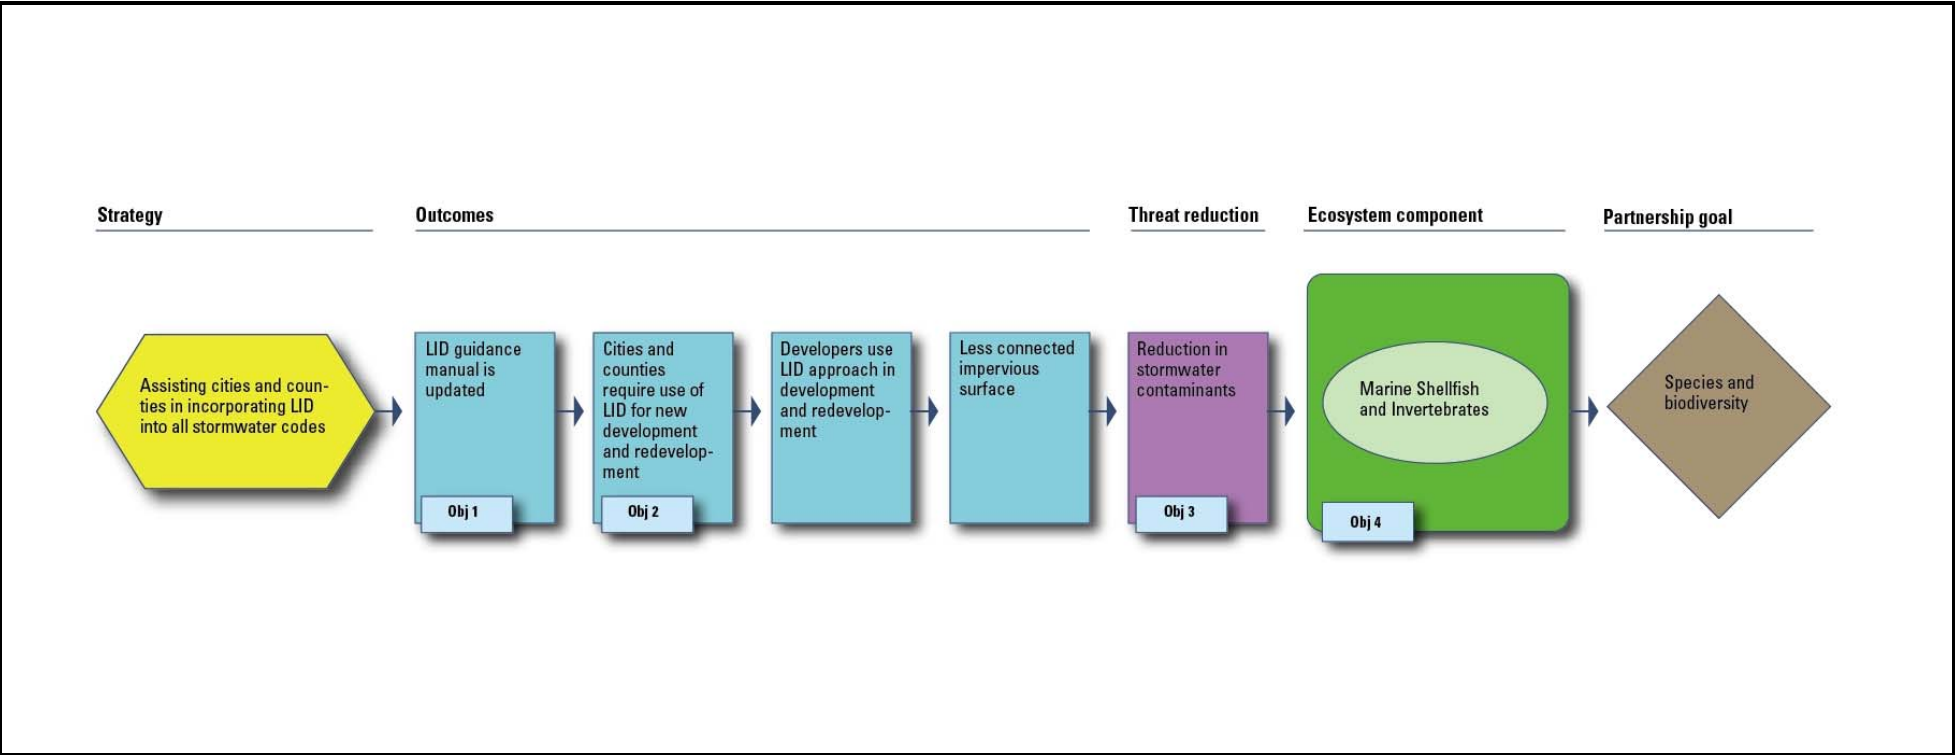 Strategy
Outcomes
Threat reduction
Ecosystem component
Partnership goal
Assisting cities and coun-
ties in incorporating LID
into all stormwater codes
LID guidance
manual is
updated
Obj 1
Cities and
counties
require use of
LID for new
development
and redevelop-
ment
Obj 2
Developers use
LID approach in
development
and redevelop-
ment
Less connected
impervious
surface
Reduction in
stormwater
contaminants
Obj 3
Marine Shellfish
and Invertebrates
Obj 4
Species and
biodiversity